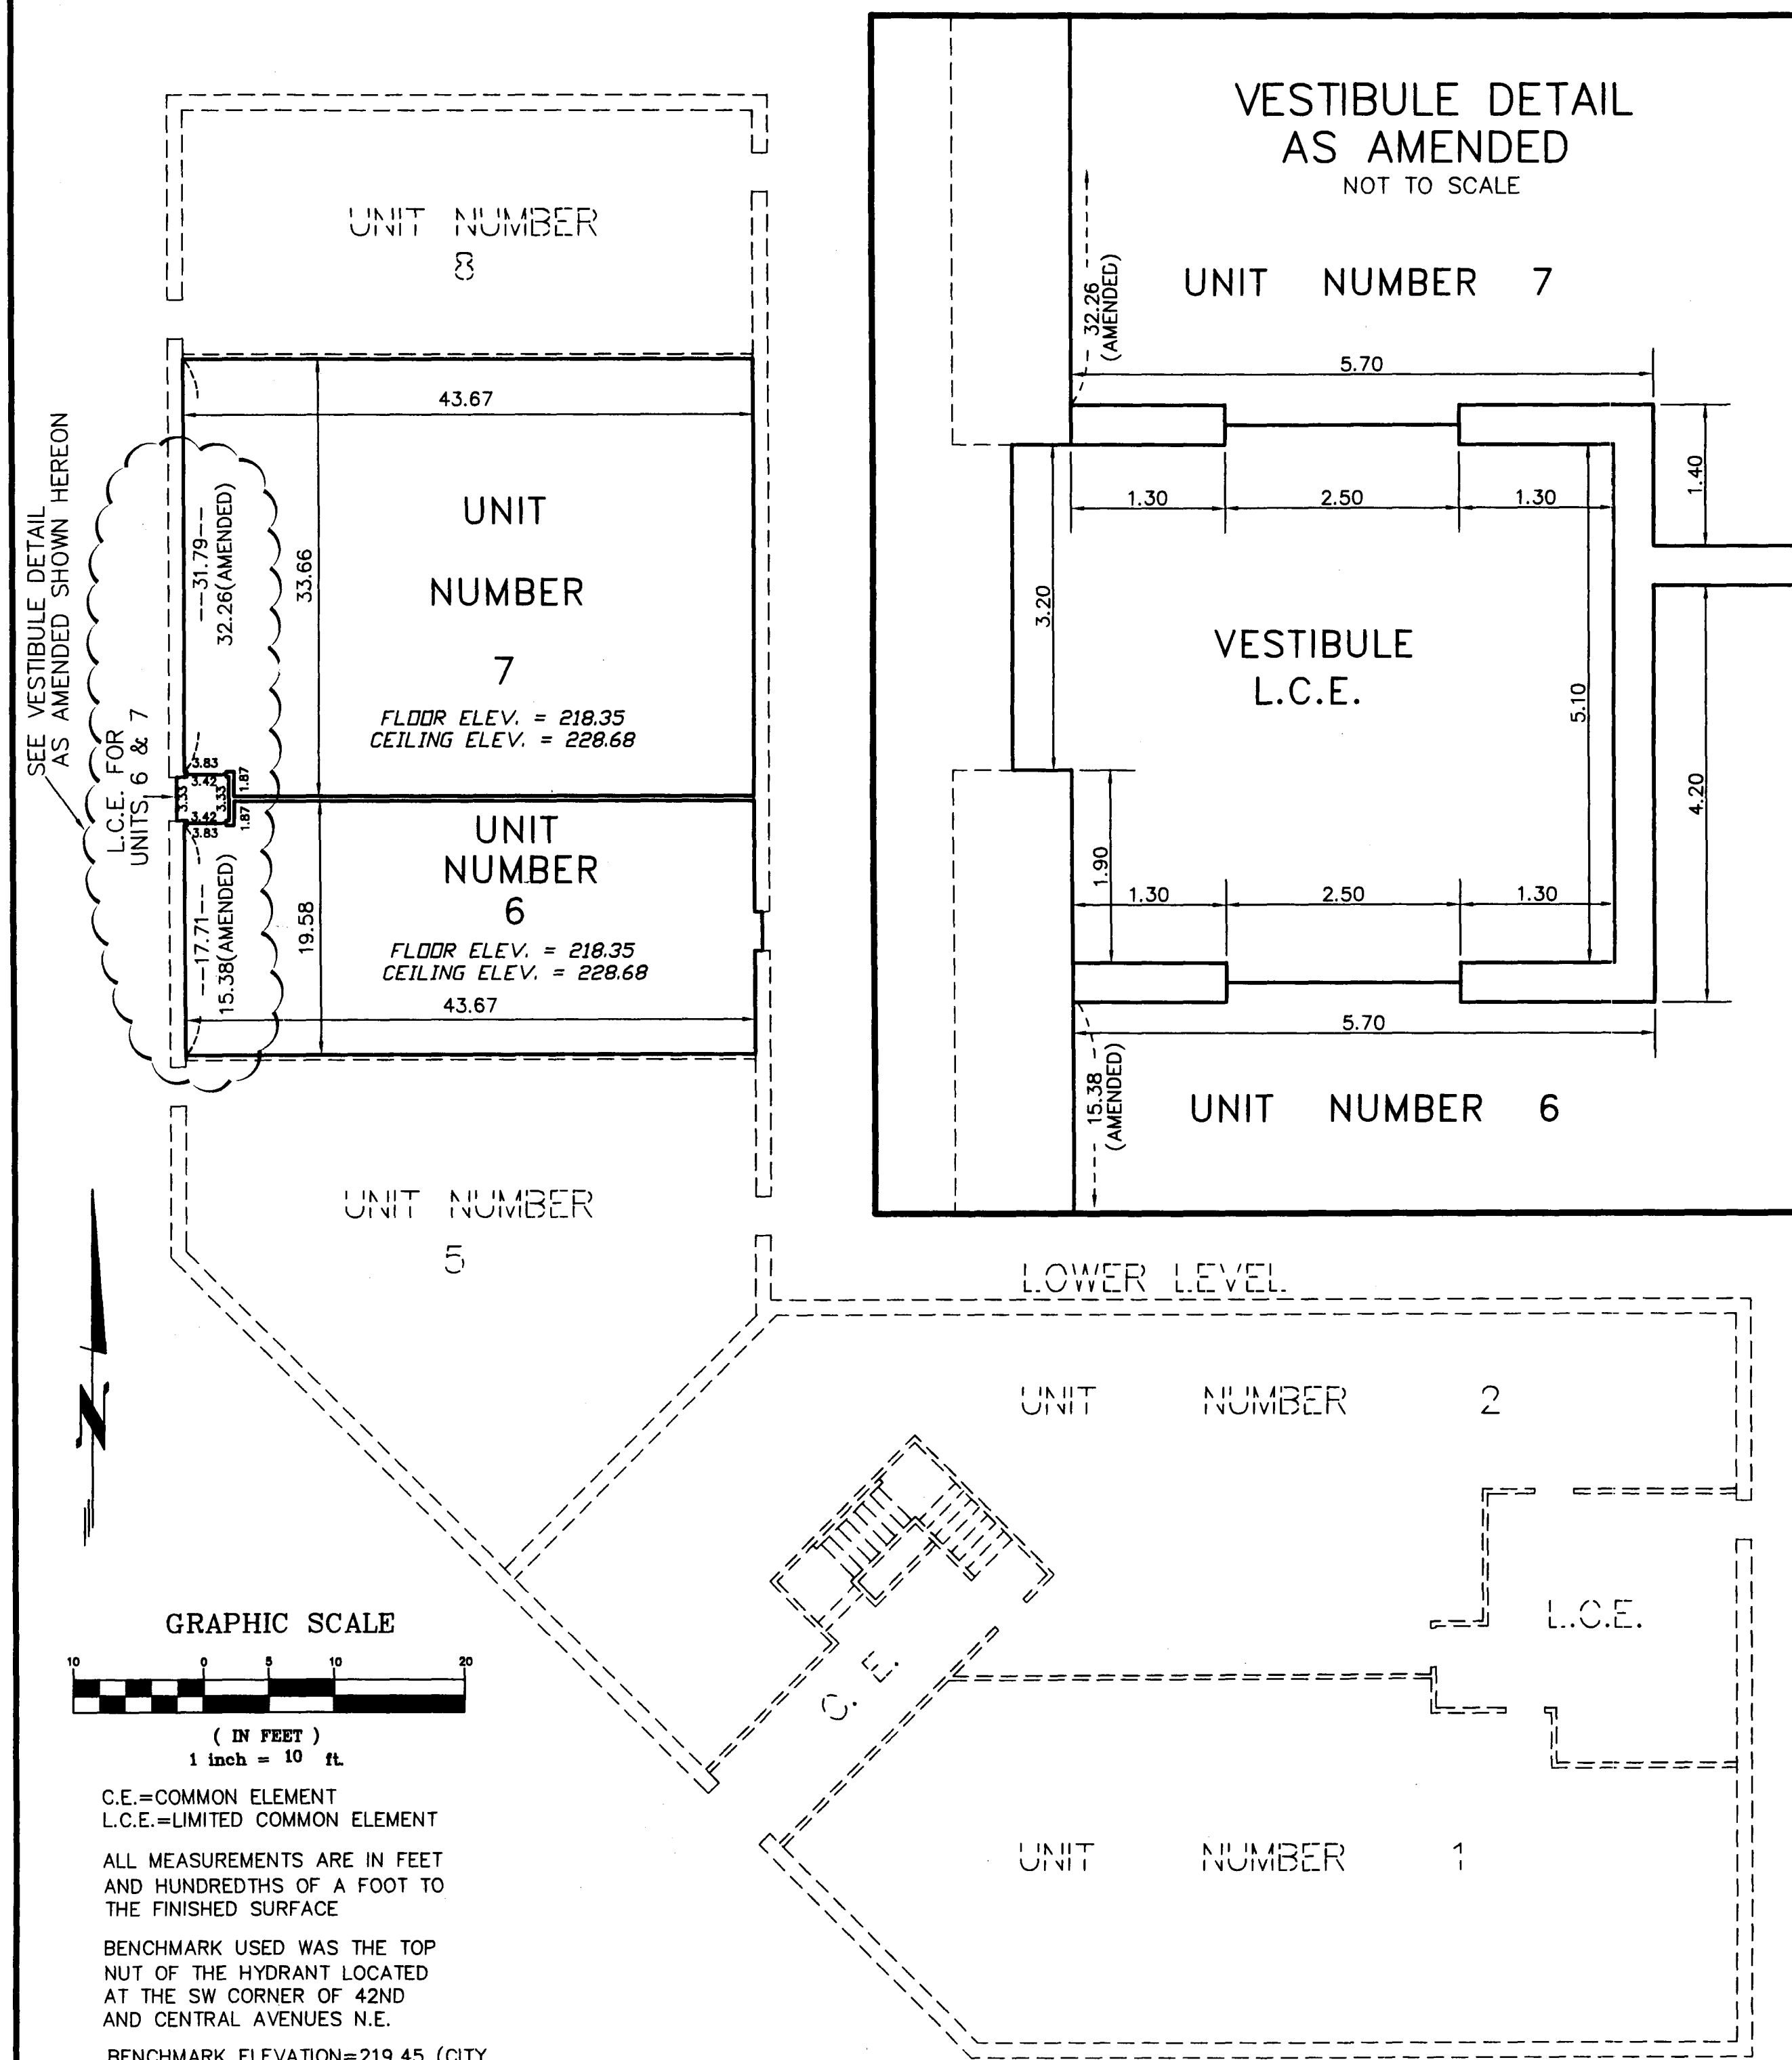 VESTIBULE DETAIL
AS AMENDED
NOT TO SCALE
UNIT NUMBER 7
32.26
(AMENDED)
5.70
1.30
2.50
1.30
1.40
3.20
VESTIBULE
L.C.E.
5.10
4.20
1.90
1.30
2.50
1.30
5.70
15.38
(AMENDED)
UNIT NUMBER 6
UNIT NUMBER
8
43.67
SEE VESTIBULE DETAIL
AS AMENDED SHOWN HEREON
31.79
32.26(AMENDED)
33.66
UNIT
NUMBER
7
FLOOR ELEV. = 218.35
CEILING ELEV. = 228.68
L.C.E. FOR
UNITS 6 & 7
3.83
3.42
1.87
3.33
3.33
1.87
3.42
3.83
17.71
15.38(AMENDED)
19.58
UNIT
NUMBER
6
FLOOR ELEV. = 218.35
CEILING ELEV. = 228.68
43.67
UNIT NUMBER
5
N
LOWER LEVEL
UNIT NUMBER 2
L.C.E.
C. E.
UNIT NUMBER 1
GRAPHIC SCALE
10 0 5 10 20
( IN FEET )
1 inch = 10 ft.
C.E.=COMMON ELEMENT
L.C.E.=LIMITED COMMON ELEMENT
ALL MEASUREMENTS ARE IN FEET
AND HUNDREDTHS OF A FOOT TO
THE FINISHED SURFACE
BENCHMARK USED WAS THE TOP
NUT OF THE HYDRANT LOCATED
AT THE SW CORNER OF 42ND
AND CENTRAL AVENUES N.E.
BENCHMARK ELEVATION=219.45 (CITY